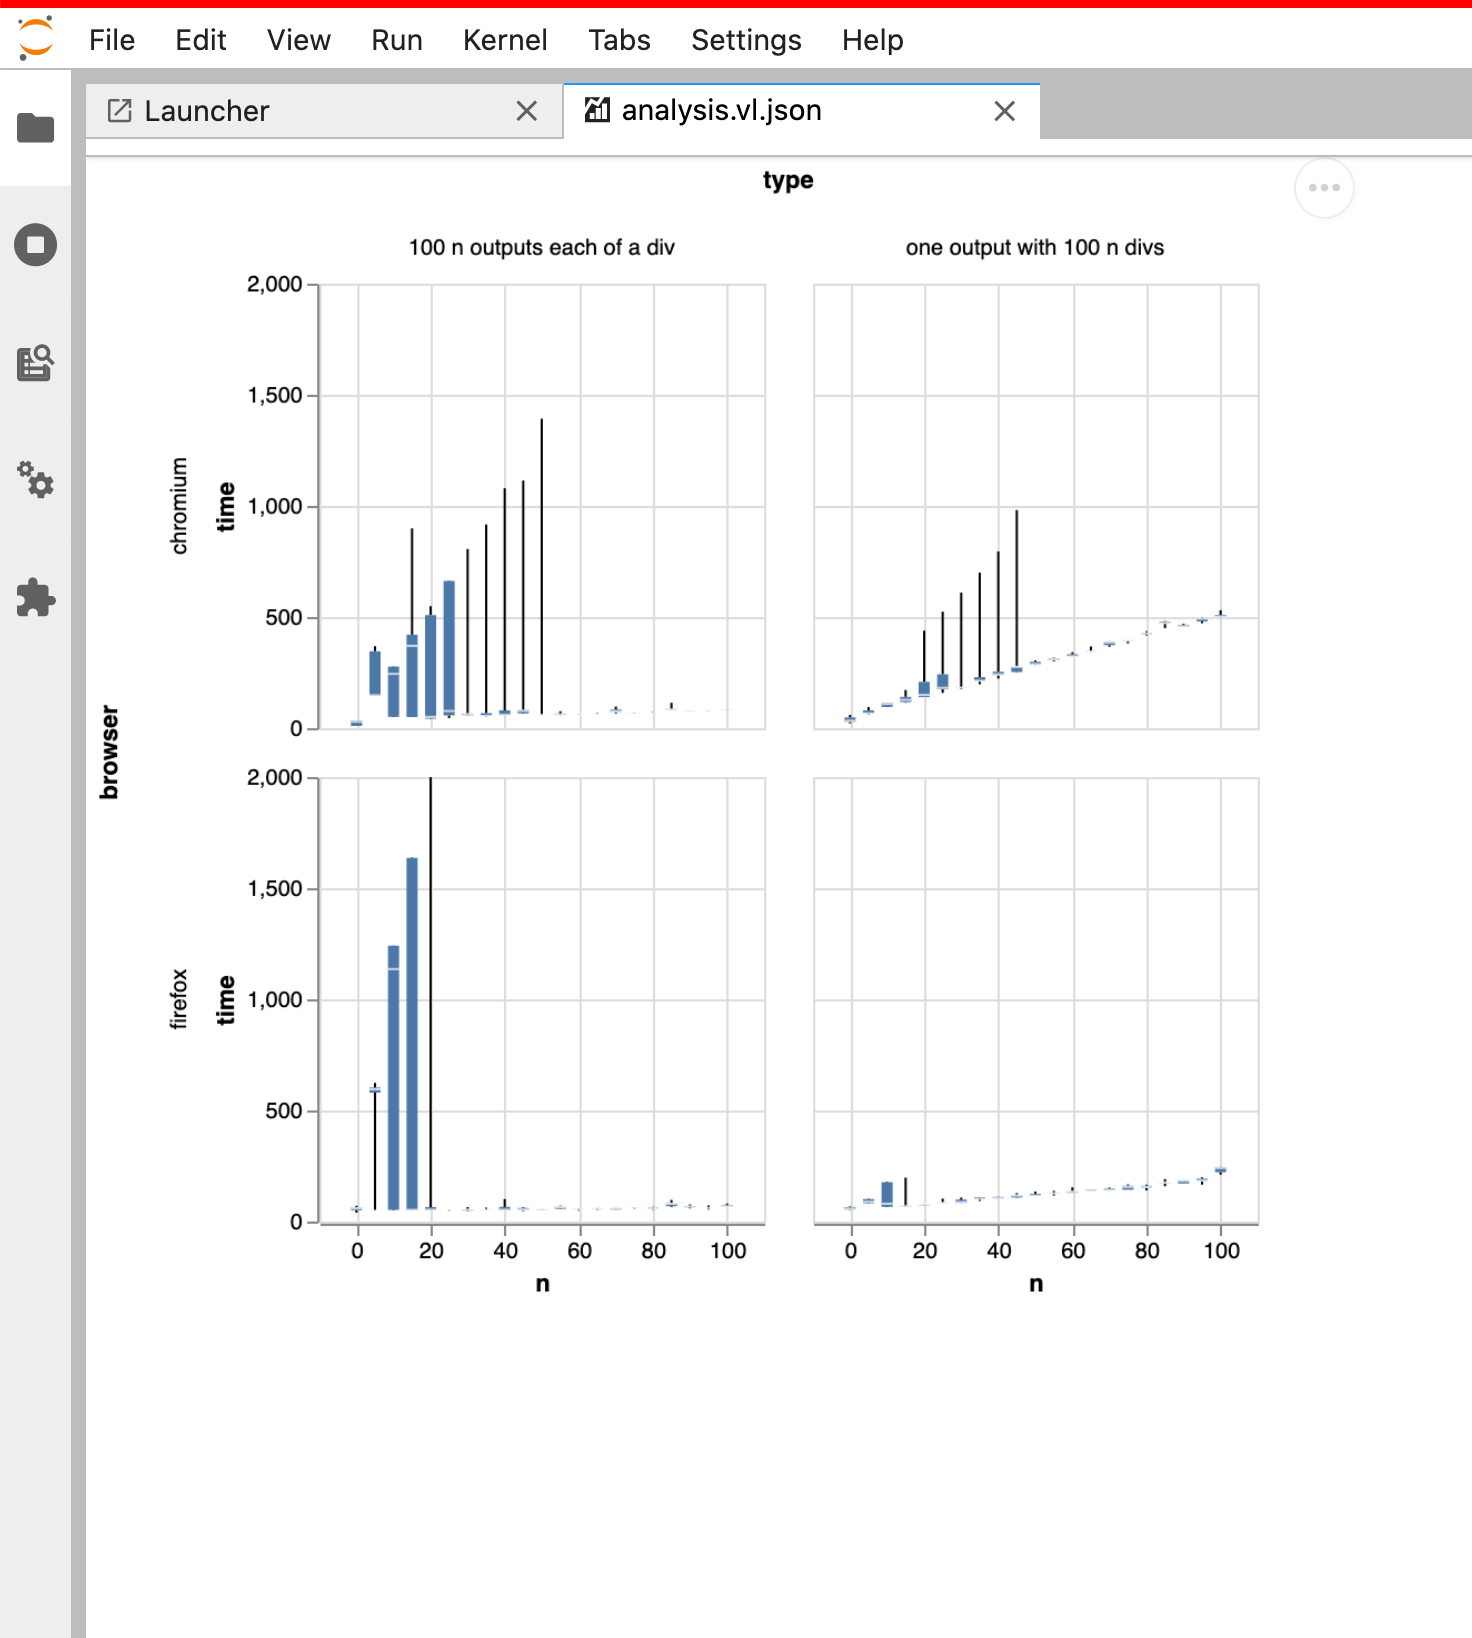 File Edit View Run Kernel Tabs Settings Help
Launcher
analysis.vl.json
type
100 n outputs each of a div
one output with 100 n divs
browser
chromium
time
2,000
1,500
1,000
500
0
firefox
time
2,000
1,500
1,000
500
0
0 20 40 60 80 100
0 20 40 60 80 100
n
n